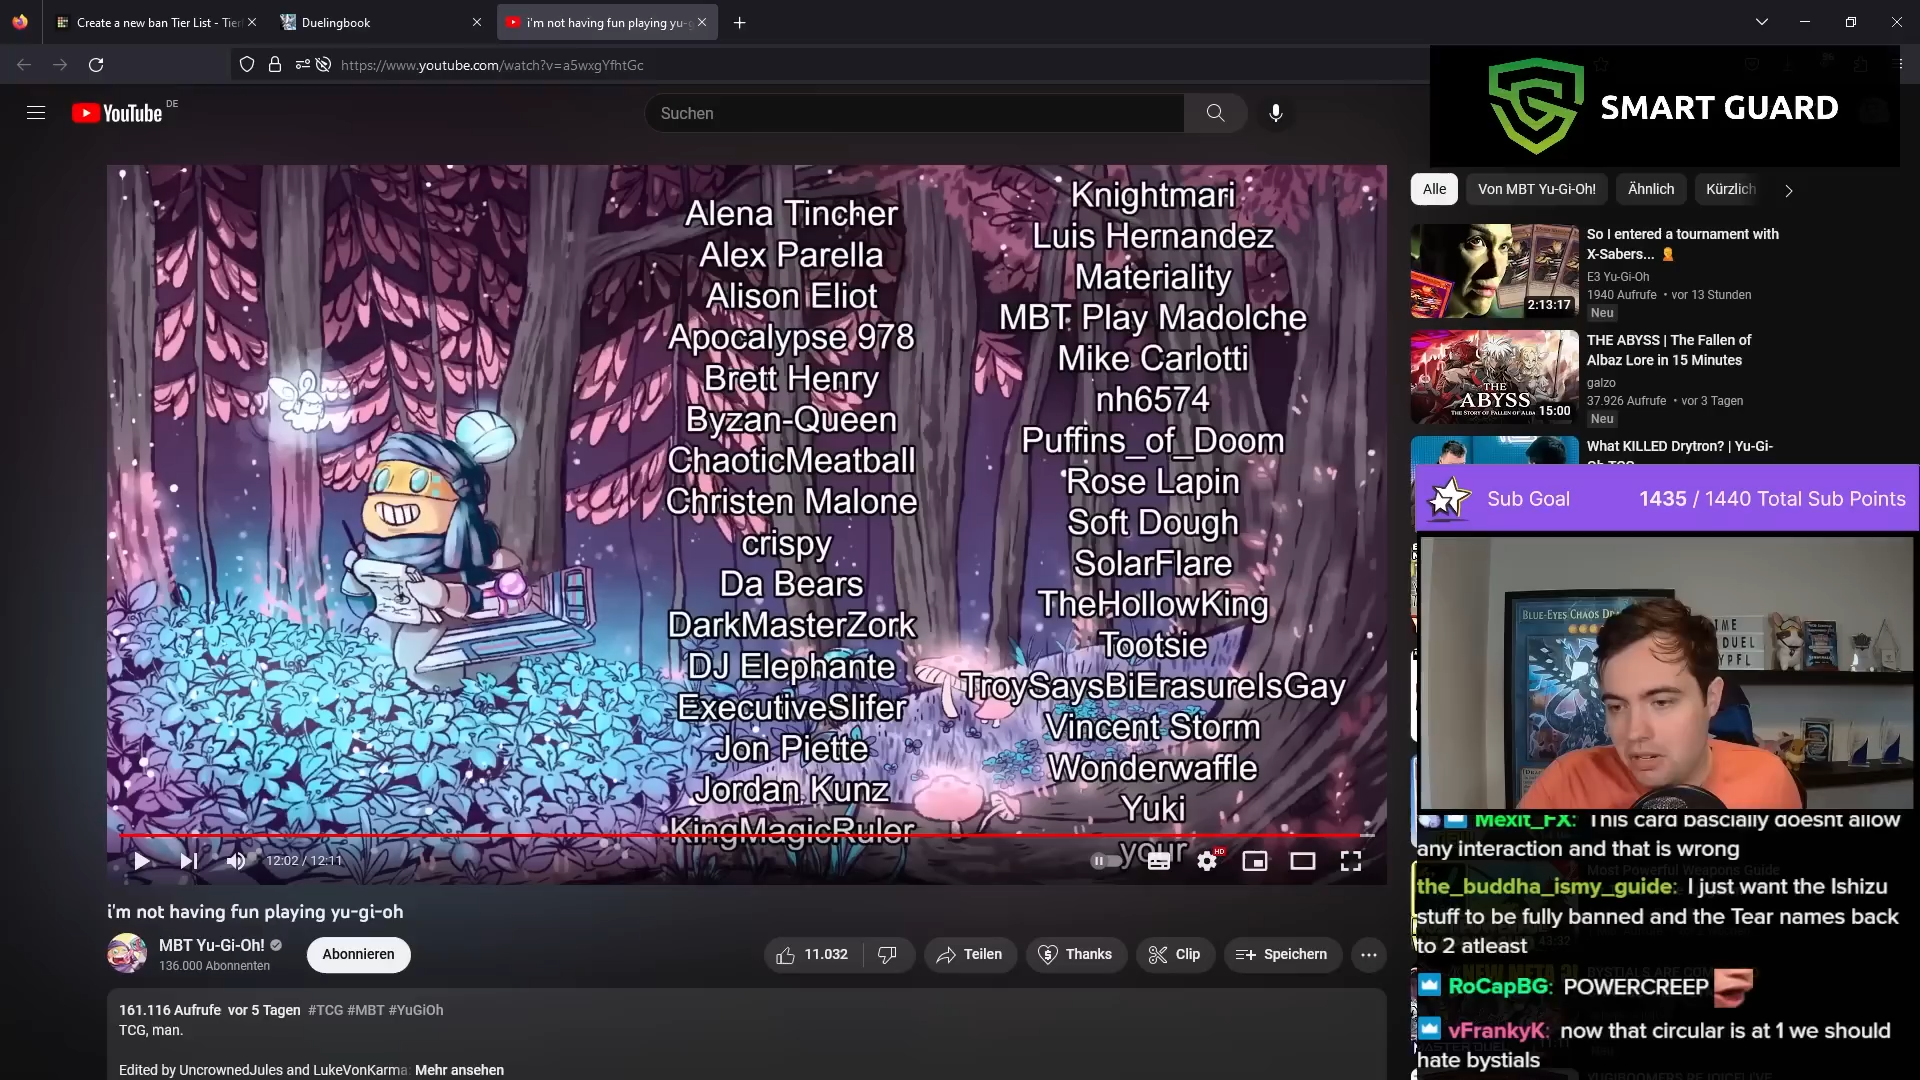 Create a new ban Tier List - Tier
Duelingbook
i'm not having fun playing yu-g
https://www.youtube.com/watch?v=a5wxgYfhtGc
SMART GUARD
YouTube DE
Suchen
Alena Tincher
Alex Parella
Alison Eliot
Apocalypse 978
Brett Henry
Byzan-Queen
ChaoticMeatball
Christen Malone
crispy
Da Bears
DarkMasterZork
DJ Elephante
ExecutiveSlifer
Jon Piette
Jordan Kunz
KingMagicRuler
Knightmari
Luis Hernandez
Materiality
MBT Play Madolche
Mike Carlotti
nh6574
Puffins_of_Doom
Rose Lapin
Soft Dough
SolarFlare
TheHollowKing
Tootsie
TroySaysBiErasureIsGay
Vincent Storm
Wonderwaffle
Yuki
your
12:02 / 12:11
HD
i'm not having fun playing yu-gi-oh
MBT Yu-Gi-Oh!
136.000 Abonnenten
Abonnieren
11.032
Teilen
Thanks
Clip
Speichern
161.116 Aufrufe vor 5 Tagen #TCG #MBT #YuGiOh
TCG, man.
Edited by UncrownedJules and LukeVonKarma Mehr ansehen
Alle
Von MBT Yu-Gi-Oh!
Ähnlich
Kürzlich
2:13:17
So I entered a tournament with
X-Sabers...
E3 Yu-Gi-Oh
1940 Aufrufe • vor 13 Stunden
Neu
THE
ABYSS
15:00
THE ABYSS | The Fallen of
Albaz Lore in 15 Minutes
galzo
37.926 Aufrufe • vor 3 Tagen
Neu
What KILLED Drytron? | Yu-Gi-
Sub Goal
1435 / 1440 Total Sub Points
BLUE-EYES CHAOS
Mexit_FX: This card bascially doesnt allow
any interaction and that is wrong
the_buddha_ismy_guide: I just want the Ishizu
stuff to be fully banned and the Tear names back
to 2 atleast
RoCapBG: POWERCREEP
vFrankyK: now that circular is at 1 we should
hate bystials